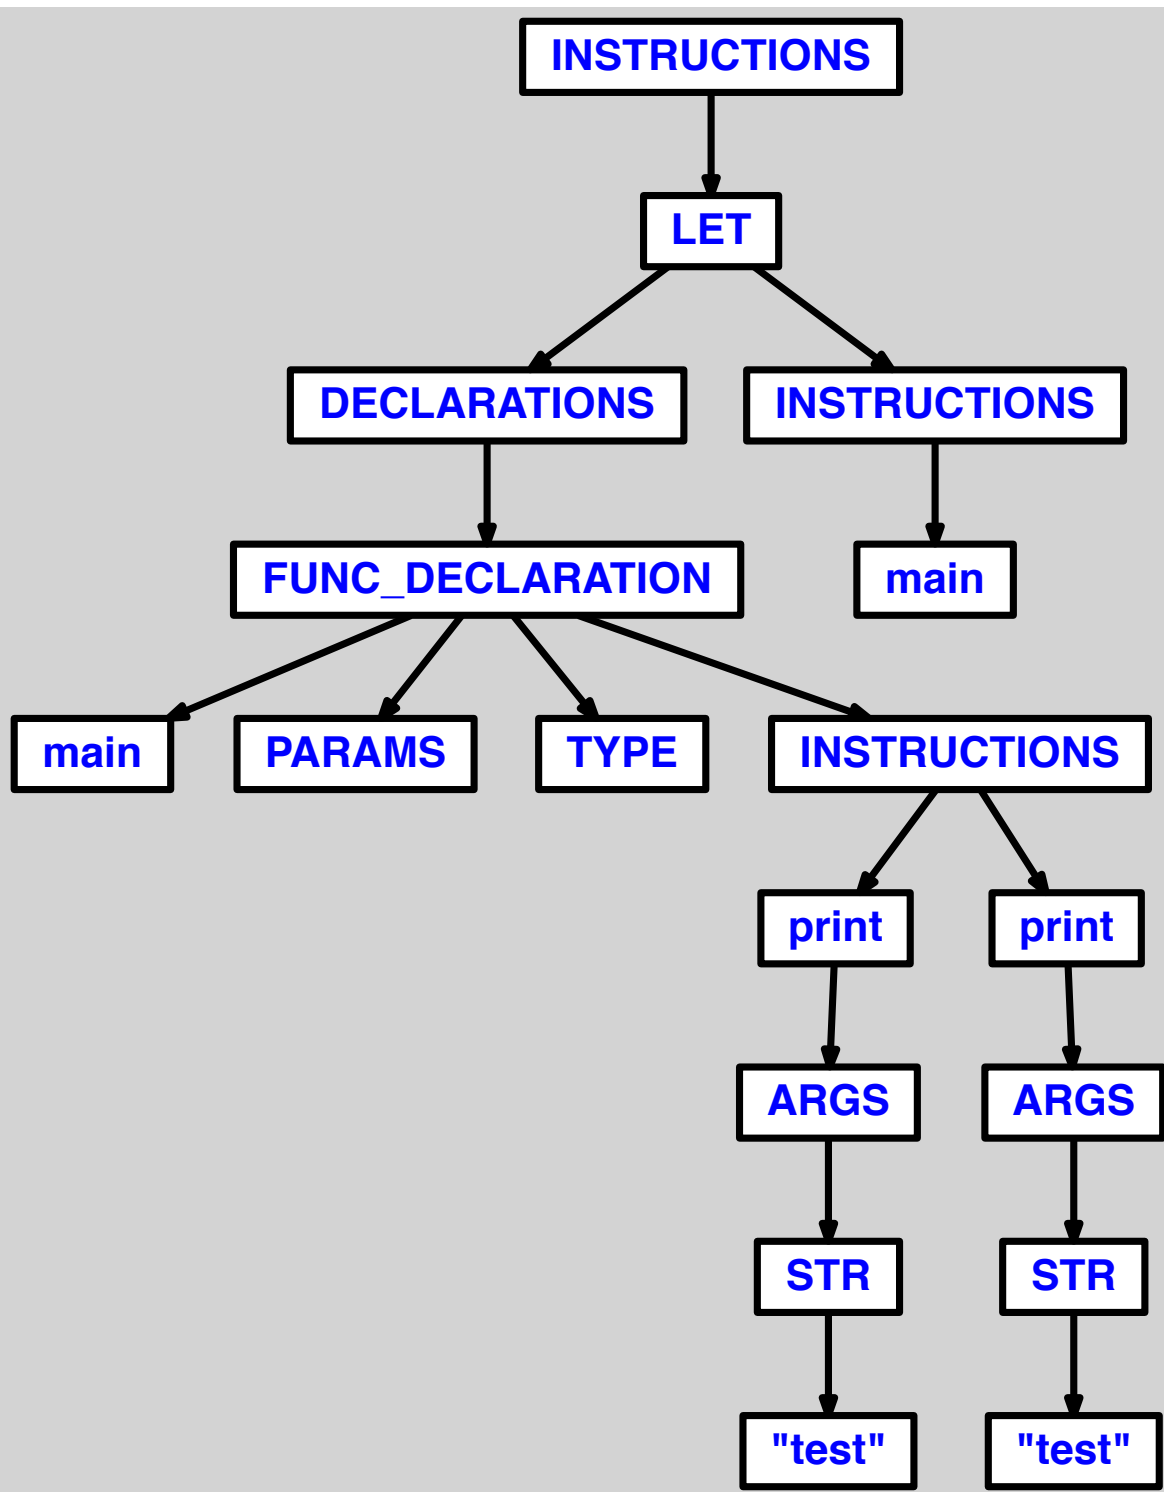 INSTRUCTIONS
LET
DECLARATIONS INSTRUCTIONS
FUNC_DECLARATION main
main PARAMS TYPE INSTRUCTIONS
print print
ARGS ARGS
STR STR
"test" "test"